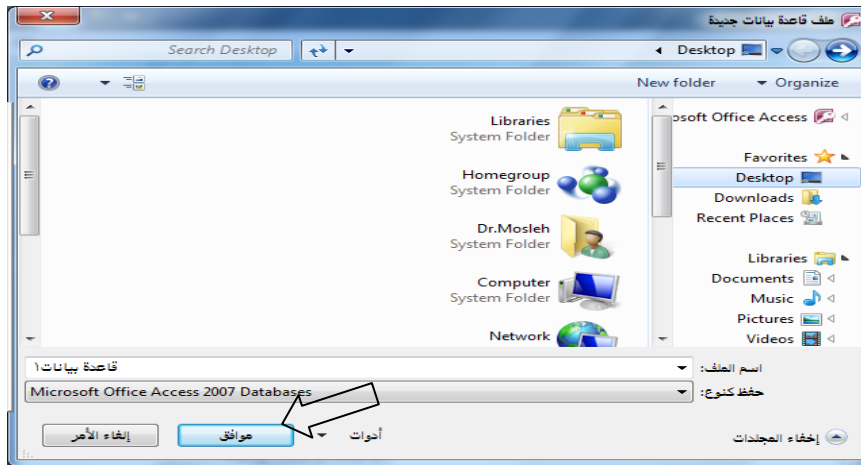 ملف قاعدة بيانات جديدة
Desktop
Search Desktop
Organize
New folder
osoft Office Access
Favorites
Desktop
Downloads
Recent Places
Libraries
Documents
Music
Pictures
Videos
Libraries
System Folder
Homegroup
System Folder
Dr.Mosleh
System Folder
Computer
System Folder
Network
اسم الملف:
قاعدة بيانات١
حفظ كنوع:
Microsoft Office Access 2007 Databases
إخفاء المجلدات
أدوات
موافق
إلغاء الأمر